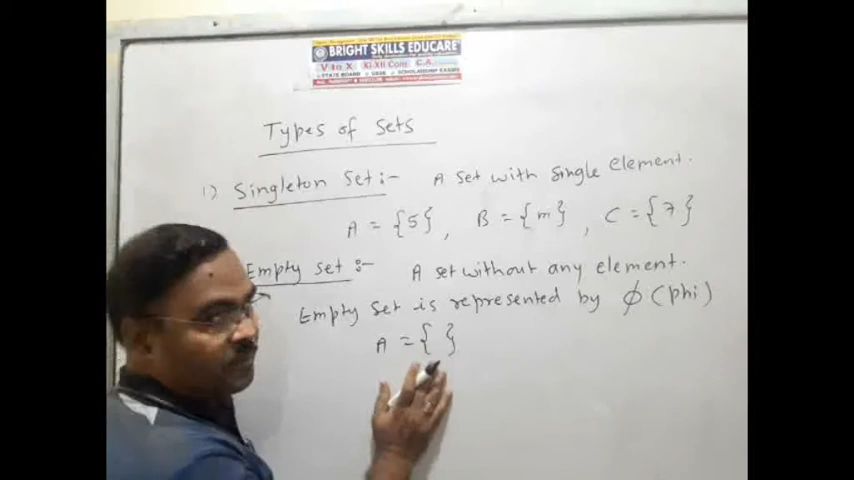 BRIGHT SKILLS EDUCARE
V to X XI-XII Com C.A.
STATE BOARD CBSE SCHOLARSHIP EXAMS
Types of Sets
1) Singleton Set :- A set with single element.
A = {5}, B = {m}, C = {7}
Empty set :- A set without any element.
Empty Set is represented by ϕ (phi)
A = { }